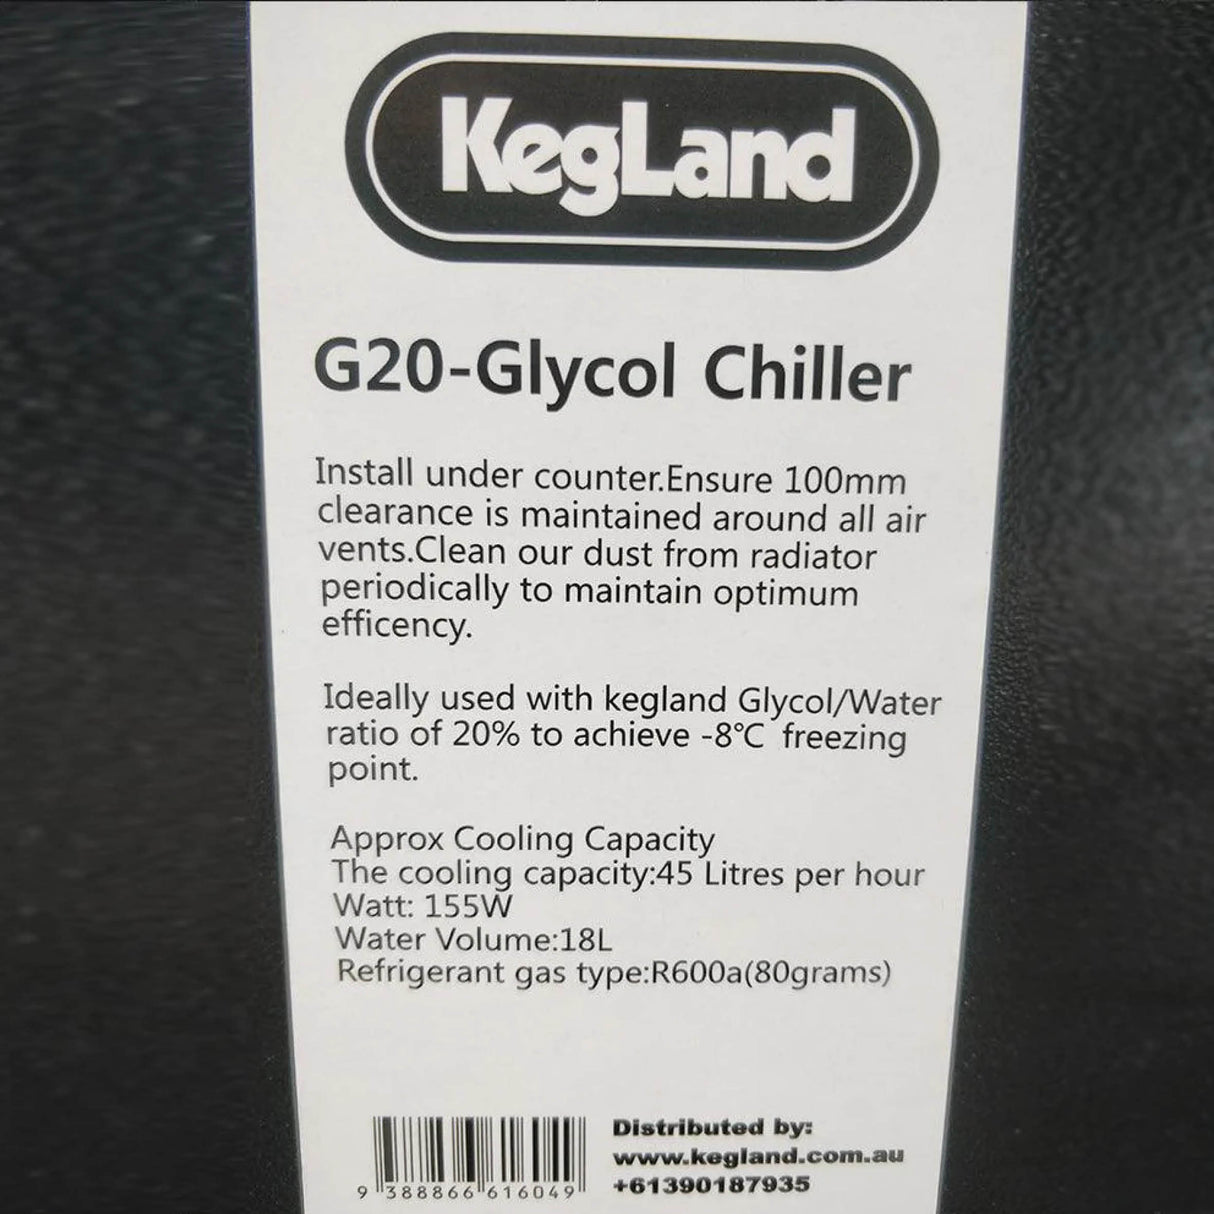 KegLand
G20-Glycol Chiller
Install under counter.Ensure 100mm
clearance is maintained around all air
vents.Clean our dust from radiator
periodically to maintain optimum
efficency.
Ideally used with kegland Glycol/Water
ratio of 20% to achieve -8℃ freezing
point.
Approx Cooling Capacity
The cooling capacity:45 Litres per hour
Watt: 155W
Water Volume:18L
Refrigerant gas type:R600a(80grams)
9 388866 616049
Distributed by:
www.kegland.com.au
+61390187935